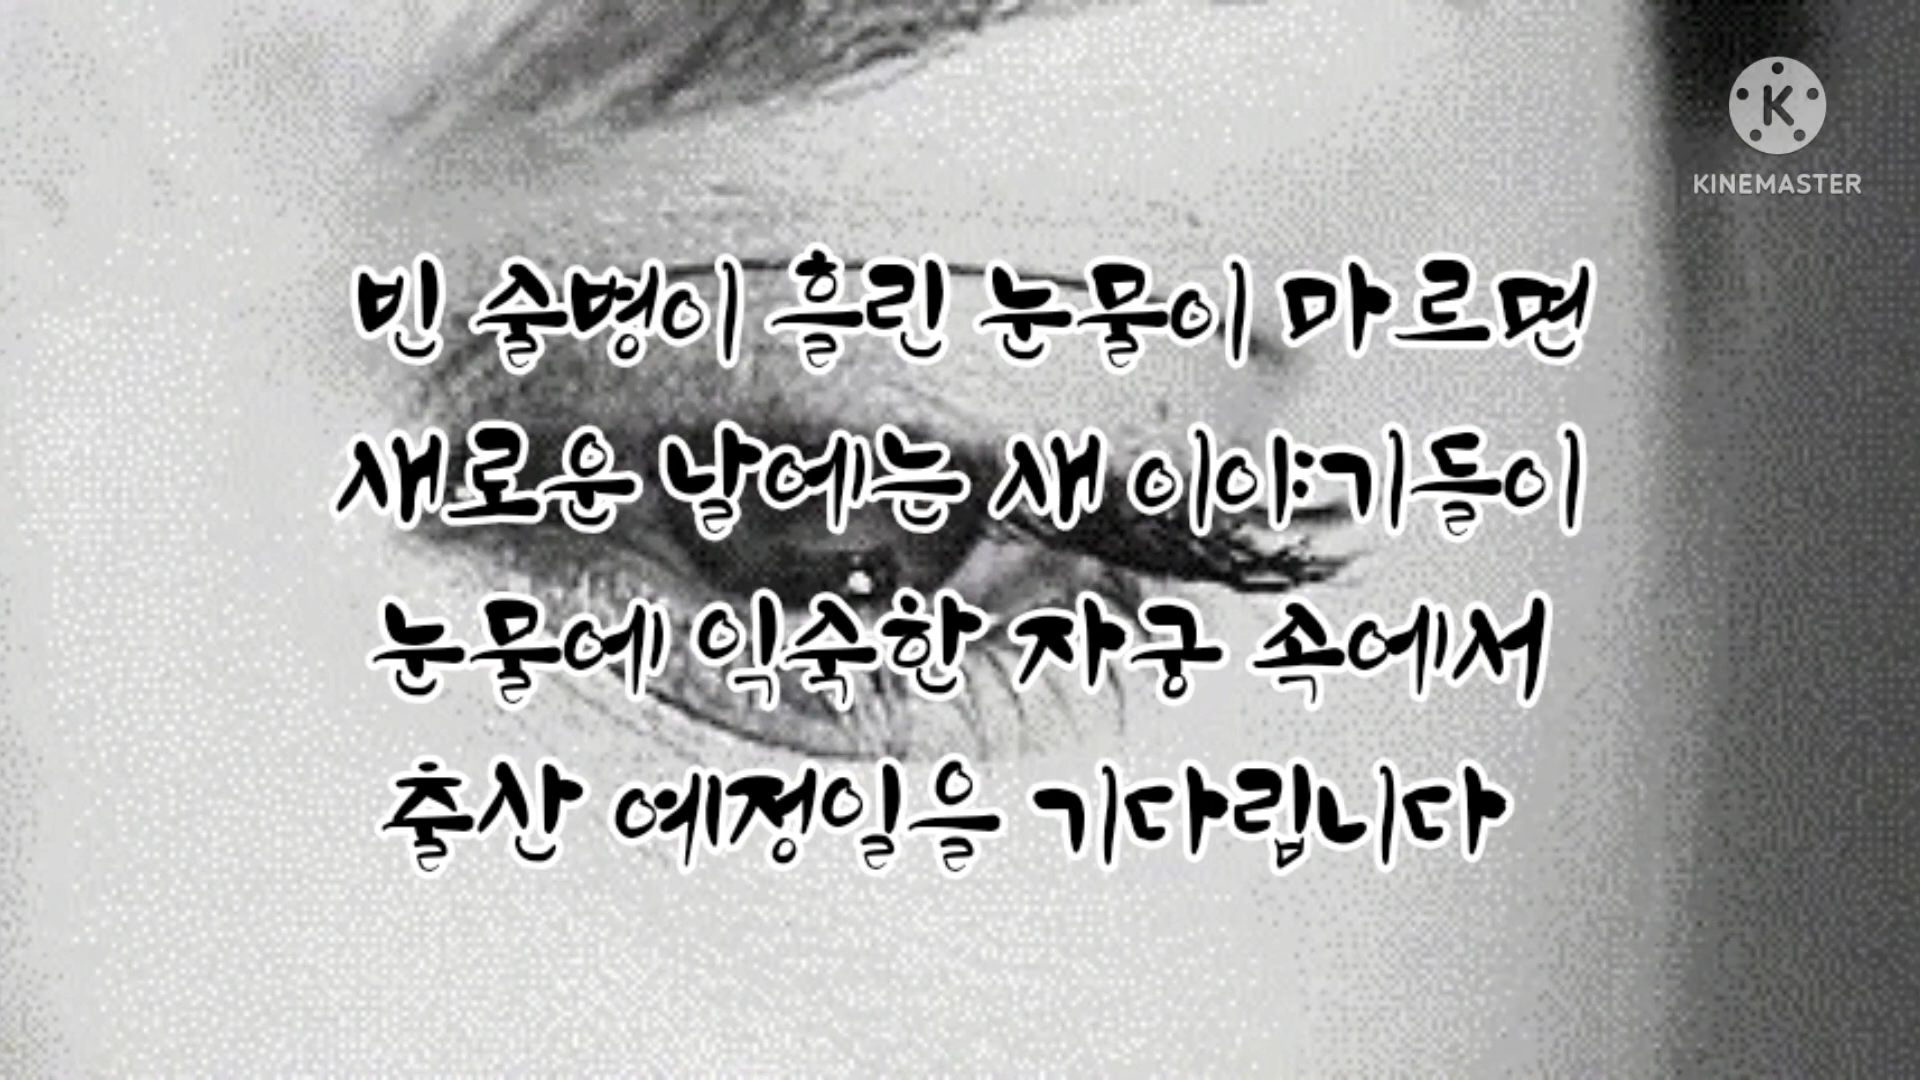 KINEMASTER
빈 술병이 흘린 눈물이 마르면
새로운 날에는 새 이야기들이
눈물에 익숙한 자궁 속에서
출산 예정일을 기다립니다